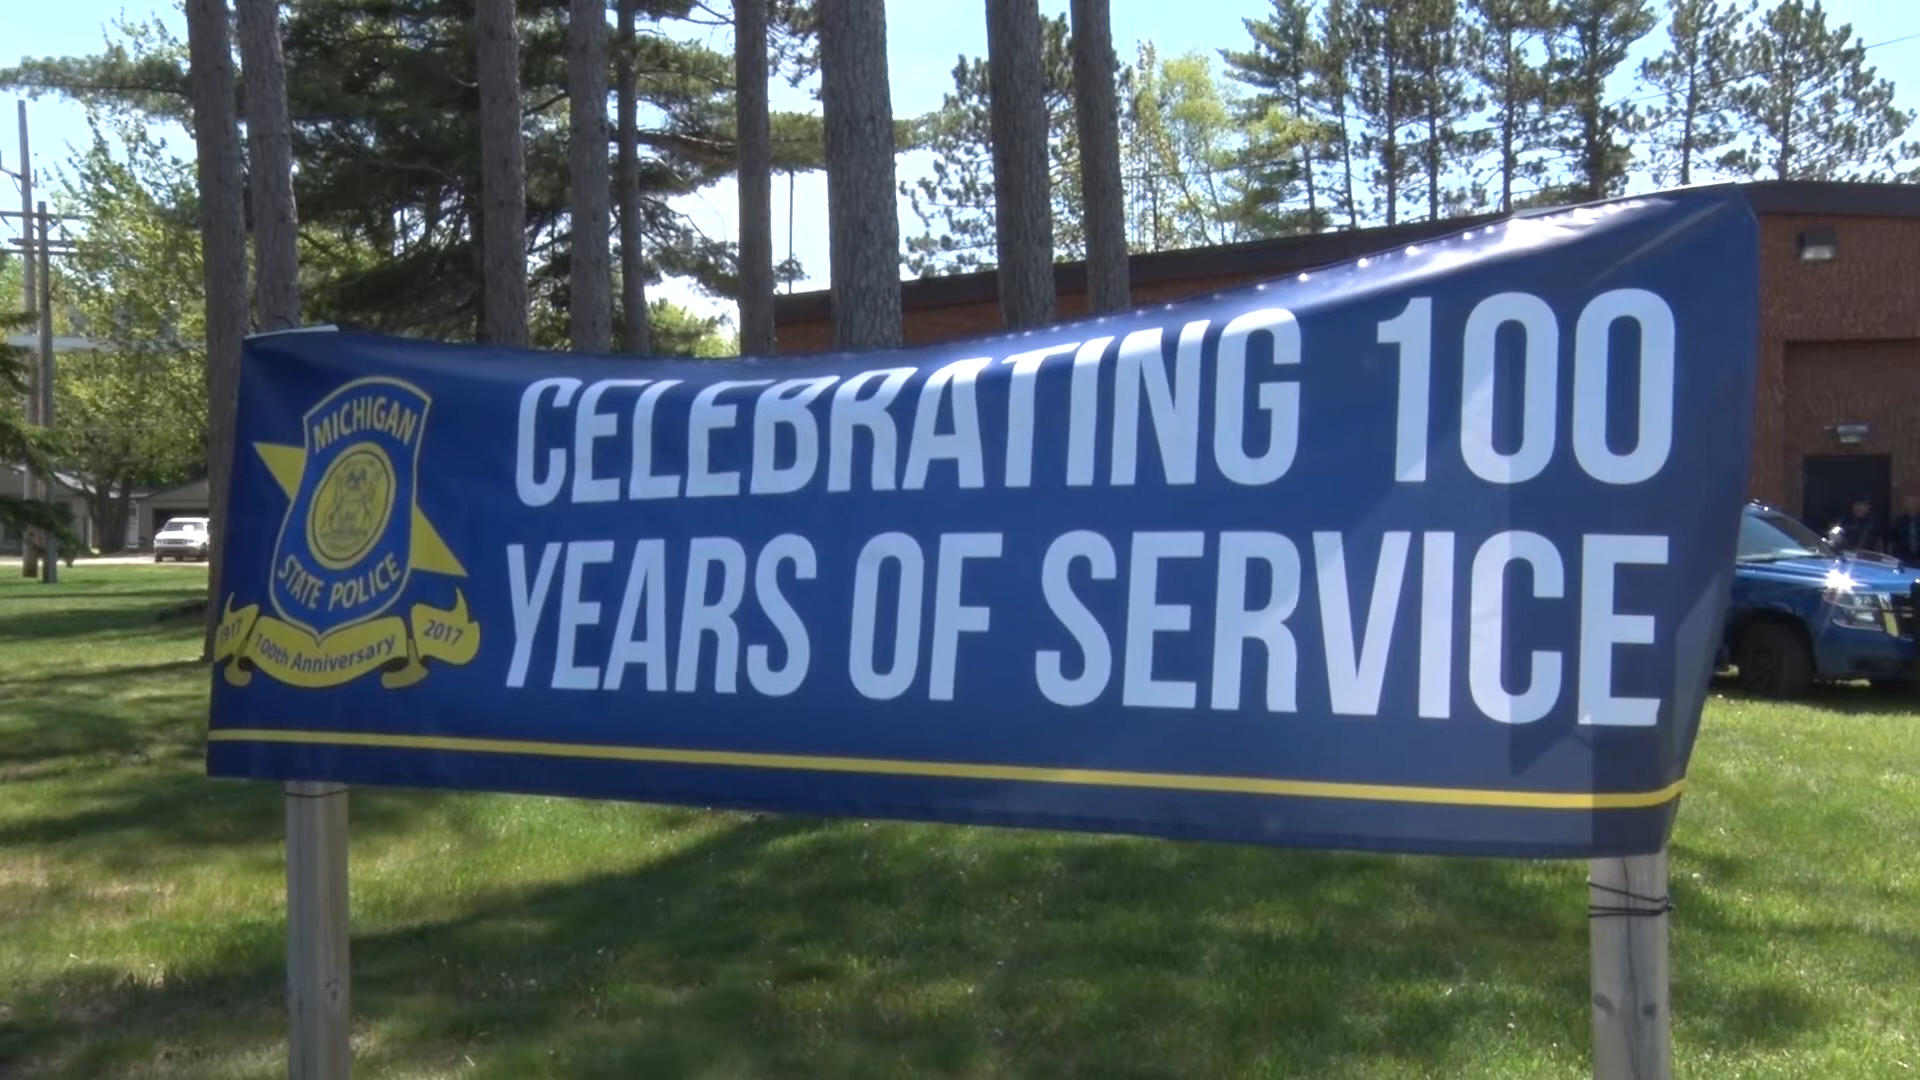 MICHIGAN
STATE POLICE
1917 100th Anniversary 2017
CELEBRATING 100
YEARS OF SERVICE